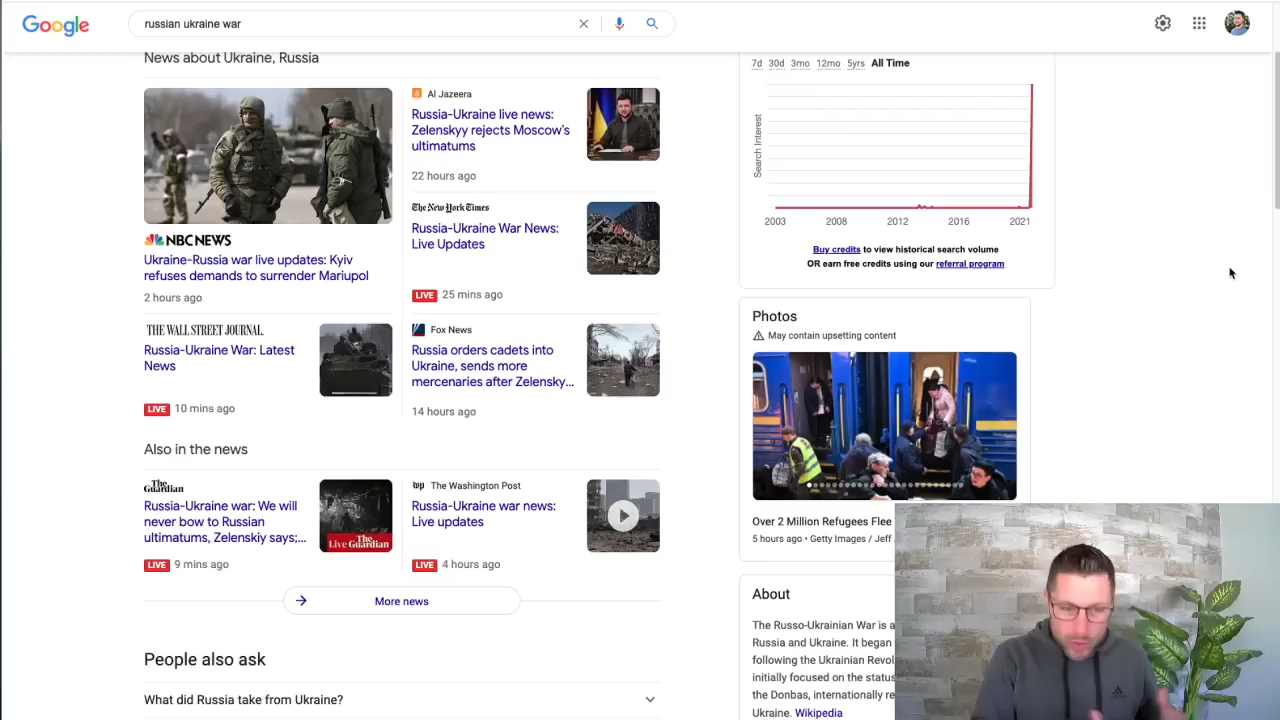 Google
russian ukraine war
News about Ukraine, Russia
NBC NEWS
Ukraine-Russia war live updates: Kyiv
refuses demands to surrender Mariupol
2 hours ago
Al Jazeera
Russia-Ukraine live news:
Zelenskyy rejects Moscow's
ultimatums
22 hours ago
The New York Times
Russia-Ukraine War News:
Live Updates
LIVE 25 mins ago
THE WALL STREET JOURNAL.
Russia-Ukraine War: Latest
News
LIVE 10 mins ago
Fox News
Russia orders cadets into
Ukraine, sends more
mercenaries after Zelensky...
14 hours ago
Also in the news
The Guardian
Russia-Ukraine war: We will
never bow to Russian
ultimatums, Zelenskiy says;...
The Guardian
Live
LIVE 9 mins ago
wp The Washington Post
Russia-Ukraine war news:
Live updates
LIVE 4 hours ago
More news
People also ask
What did Russia take from Ukraine?
7d 30d 3mo 12mo 5yrs All Time
Search Interest
2003 2008 2012 2016 2021
Buy credits to view historical search volume
OR earn free credits using our referral program
Photos
May contain upsetting content
Over 2 Million Refugees Flee
5 hours ago • Getty Images / Jeff
About
The Russo-Ukrainian War is a
Russia and Ukraine. It began
following the Ukrainian Revol
initially focused on the status
the Donbas, internationally re
Ukraine. Wikipedia